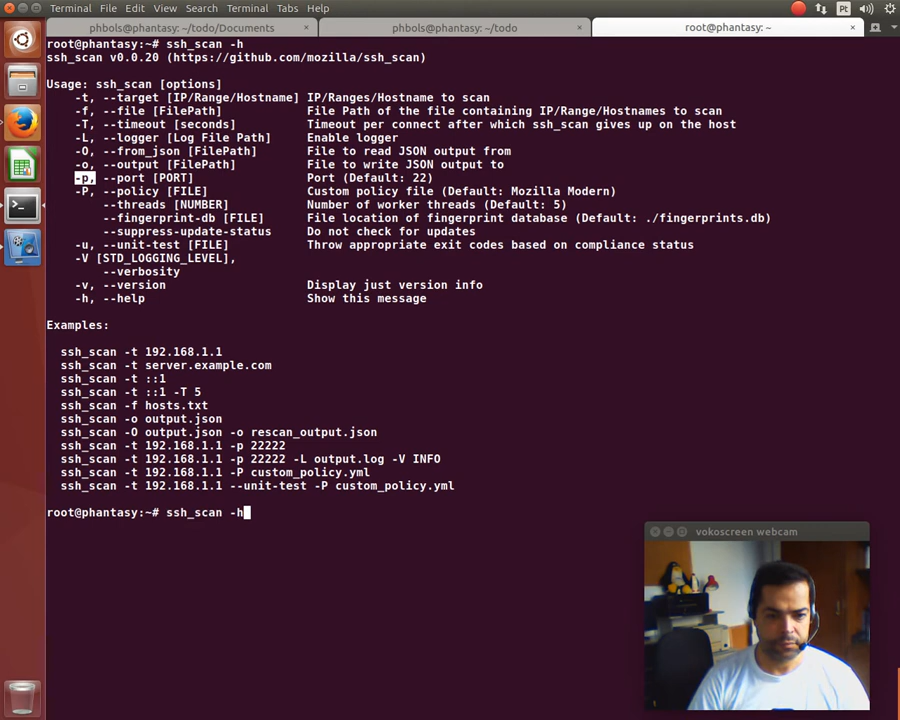 Terminal File Edit View Search Terminal Tabs Help Pt
phbols@phantasy: ~/todo/Documents × phbols@phantasy: ~/todo × root@phantasy: ~ ×
root@phantasy:~# ssh_scan -h
ssh_scan v0.0.20 (https://github.com/mozilla/ssh_scan)
Usage: ssh_scan [options]
-t, --target [IP/Range/Hostname] IP/Ranges/Hostname to scan
-f, --file [FilePath] File Path of the file containing IP/Range/Hostnames to scan
-T, --timeout [seconds] Timeout per connect after which ssh_scan gives up on the host
-L, --logger [Log File Path] Enable logger
-O, --from_json [FilePath] File to read JSON output from
-o, --output [FilePath] File to write JSON output to
-p, --port [PORT] Port (Default: 22)
-P, --policy [FILE] Custom policy file (Default: Mozilla Modern)
--threads [NUMBER] Number of worker threads (Default: 5)
--fingerprint-db [FILE] File location of fingerprint database (Default: ./fingerprints.db)
--suppress-update-status Do not check for updates
-u, --unit-test [FILE] Throw appropriate exit codes based on compliance status
-V [STD_LOGGING_LEVEL],
--verbosity
-v, --version Display just version info
-h, --help Show this message
Examples:
ssh_scan -t 192.168.1.1
ssh_scan -t server.example.com
ssh_scan -t ::1
ssh_scan -t ::1 -T 5
ssh_scan -f hosts.txt
ssh_scan -o output.json
ssh_scan -O output.json -o rescan_output.json
ssh_scan -t 192.168.1.1 -p 22222
ssh_scan -t 192.168.1.1 -p 22222 -L output.log -V INFO
ssh_scan -t 192.168.1.1 -P custom_policy.yml
ssh_scan -t 192.168.1.1 --unit-test -P custom_policy.yml
root@phantasy:~# ssh_scan -h
vokoscreen webcam